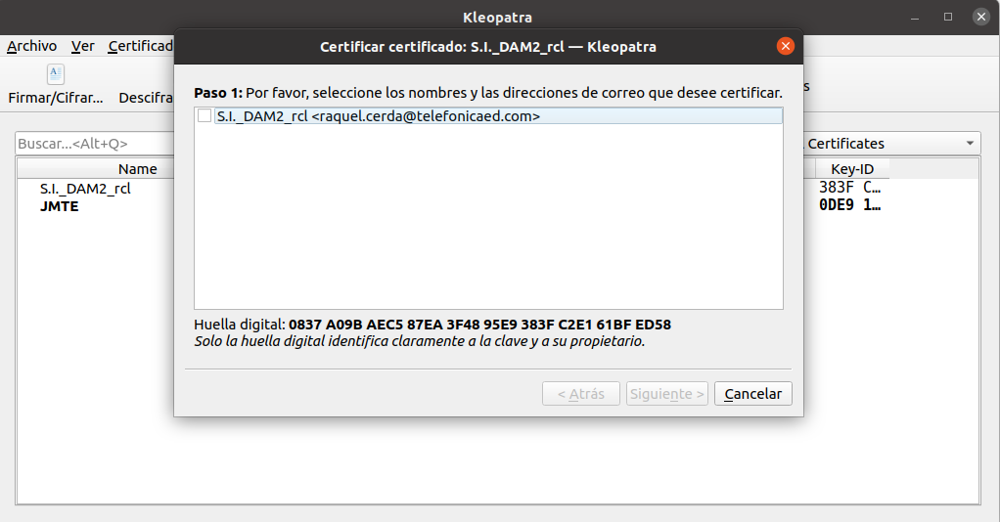 Kleopatra
Archivo Ver Certificad
Certificar certificado: S.I._DAM2_rcl — Kleopatra
Firmar/Cifrar... Descifra
s
Paso 1: Por favor, seleccione los nombres y las direcciones de correo que desee certificar.
S.I._DAM2_rcl <raquel.cerda@telefonicaed.com>
Buscar...<Alt+Q>
. Certificates
Name
Key-ID
S.I._DAM2_rcl
383F C...
JMTE
0DE9 1...
Huella digital: 0837 A09B AEC5 87EA 3F48 95E9 383F C2E1 61BF ED58
Solo la huella digital identifica claramente a la clave y a su propietario.
< Atrás
Siguiente >
Cancelar